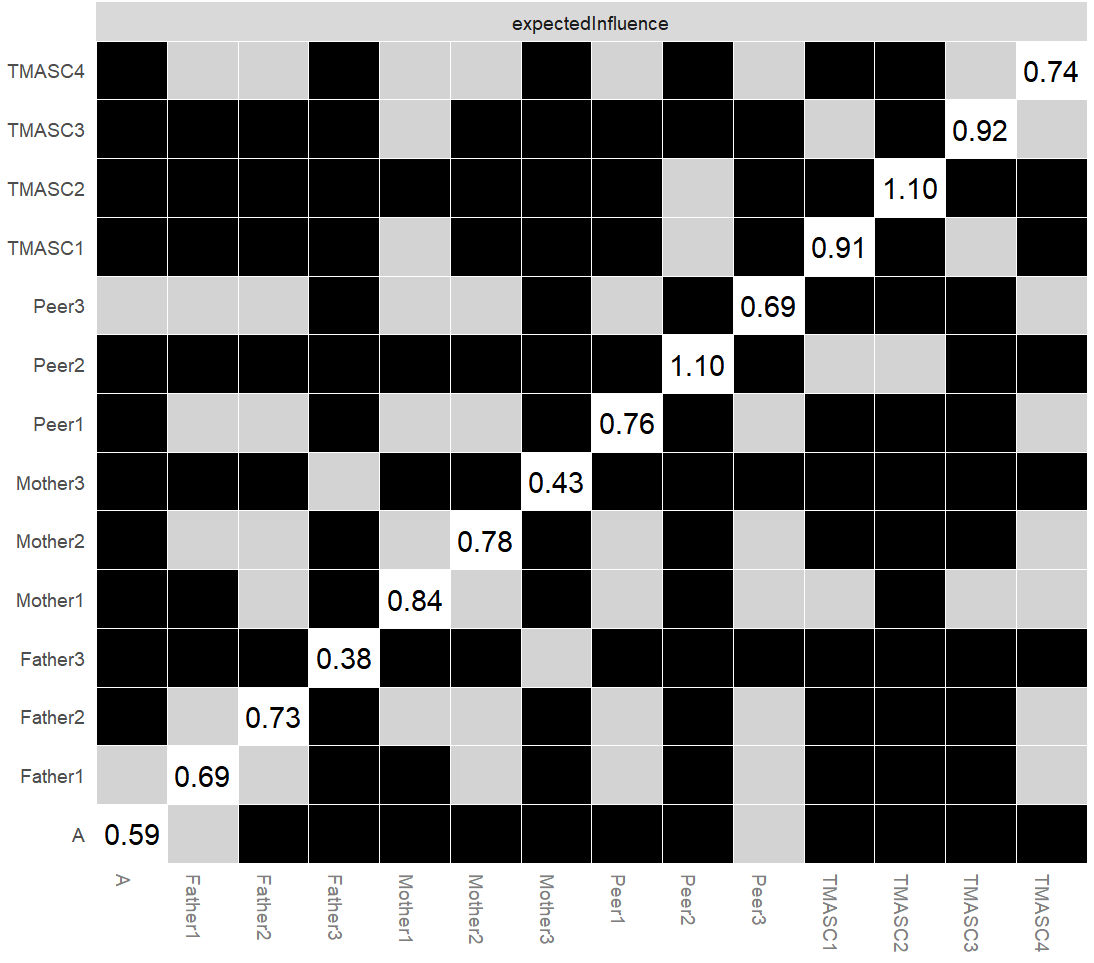 expectedInfluence
TMASC4
0.74
TMASC3
0.92
TMASC2
1.10
TMASC1
0.91
Peer3
0.69
Peer2
1.10
Peer1
0.76
Mother3
0.43
Mother2
0.78
Mother1
0.84
Father3
0.38
Father2
0.73
Father1
0.69
A
0.59
A
Father1
Father2
Father3
Mother1
Mother2
Mother3
Peer1
Peer2
Peer3
TMASC1
TMASC2
TMASC3
TMASC4